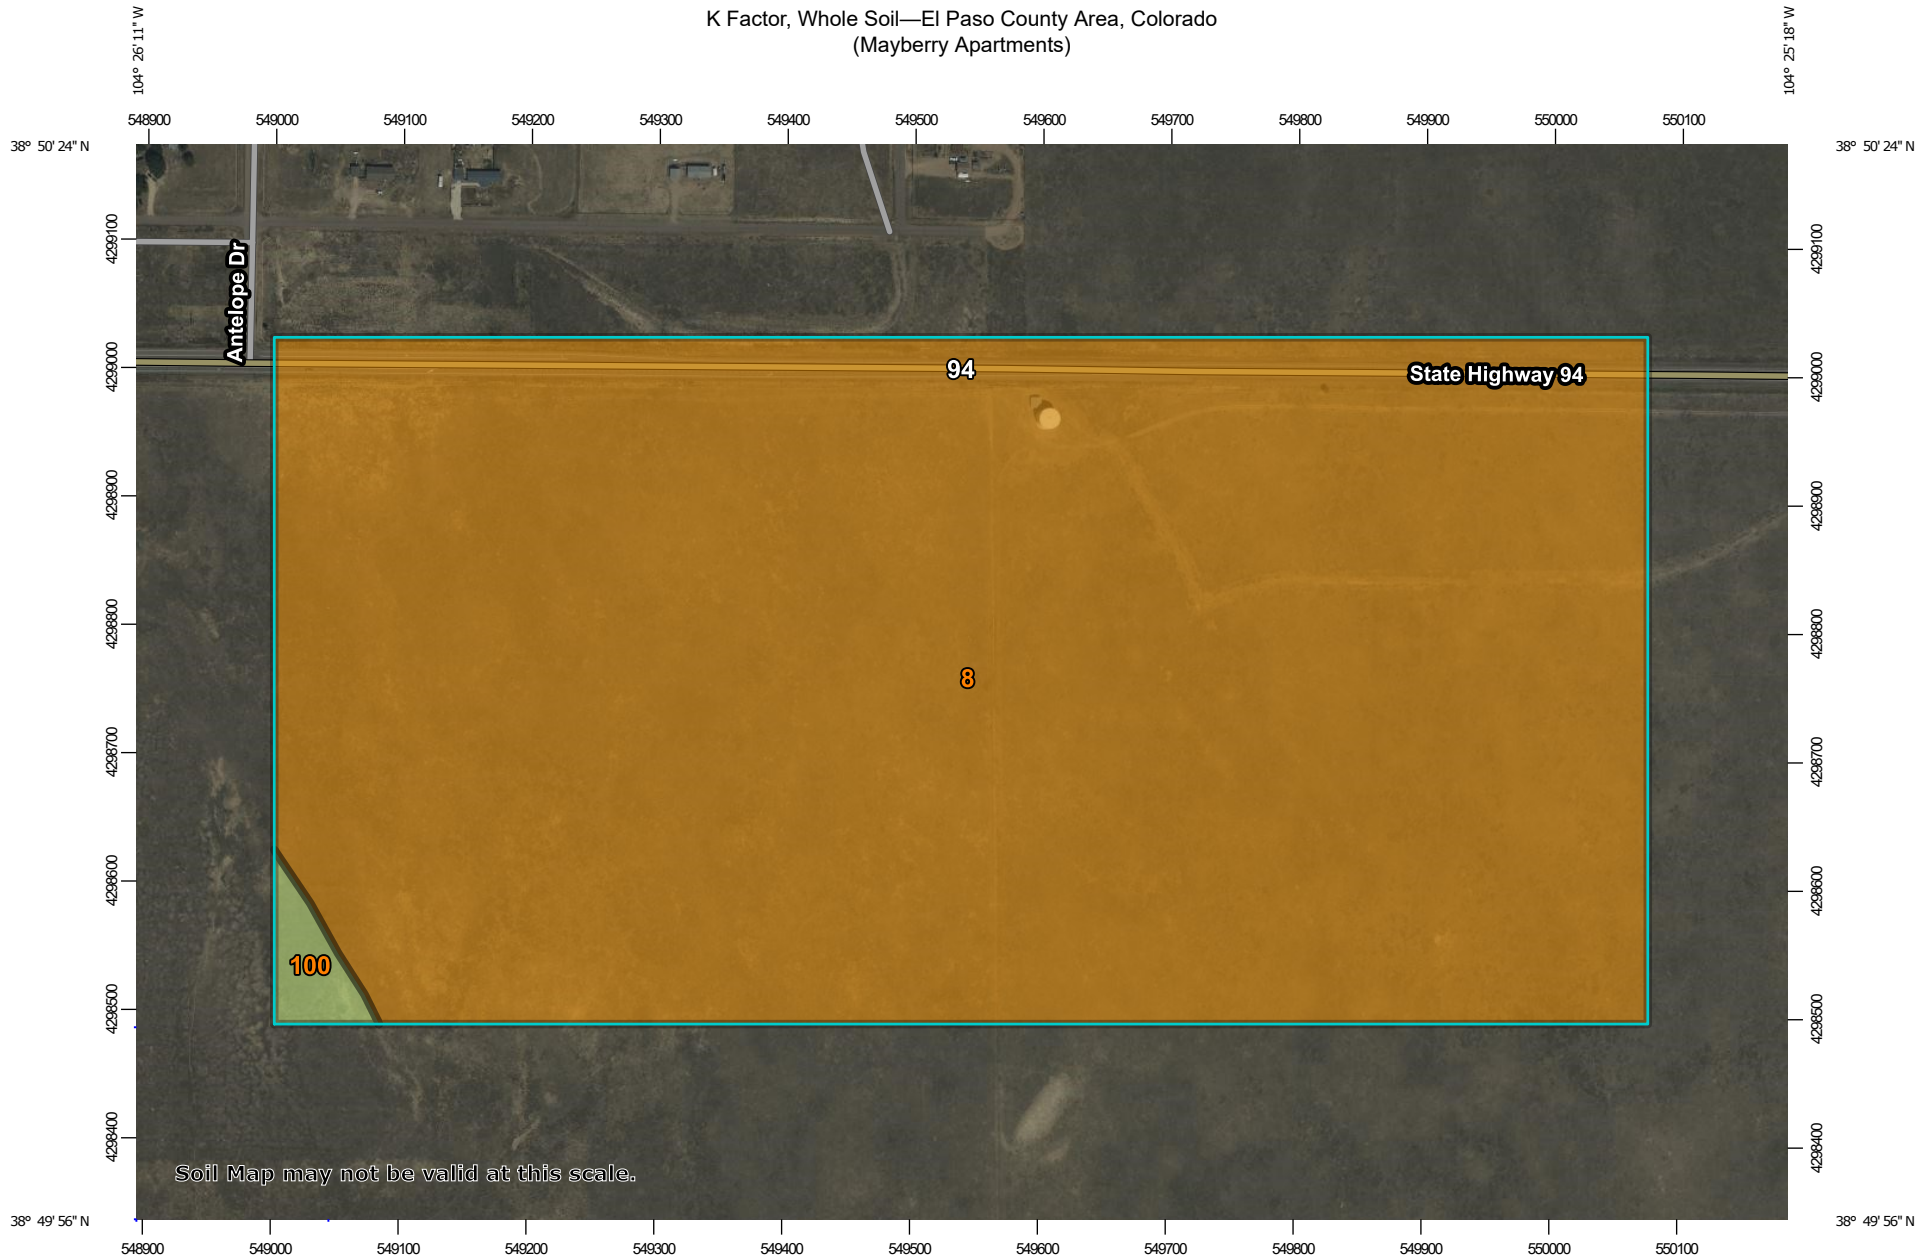 K Factor, Whole Soil—El Paso County Area, Colorado
(Mayberry Apartments)
104° 26' 11" W
104° 25' 18" W
548900 549000 549100 549200 549300 549400 549500 549600 549700 549800 549900 550000 550100
38° 50' 24" N
38° 50' 24" N
4299100
4299100
Antelope Dr
4299000
94
State Highway 94
4299000
4298900
4298900
4298800
4298800
8
4298700
4298700
4298600
4298600
100
4298500
4298500
4298400
4298400
Soil Map may not be valid at this scale.
38° 49' 56" N
38° 49' 56" N
548900 549000 549100 549200 549300 549400 549500 549600 549700 549800 549900 550000 550100